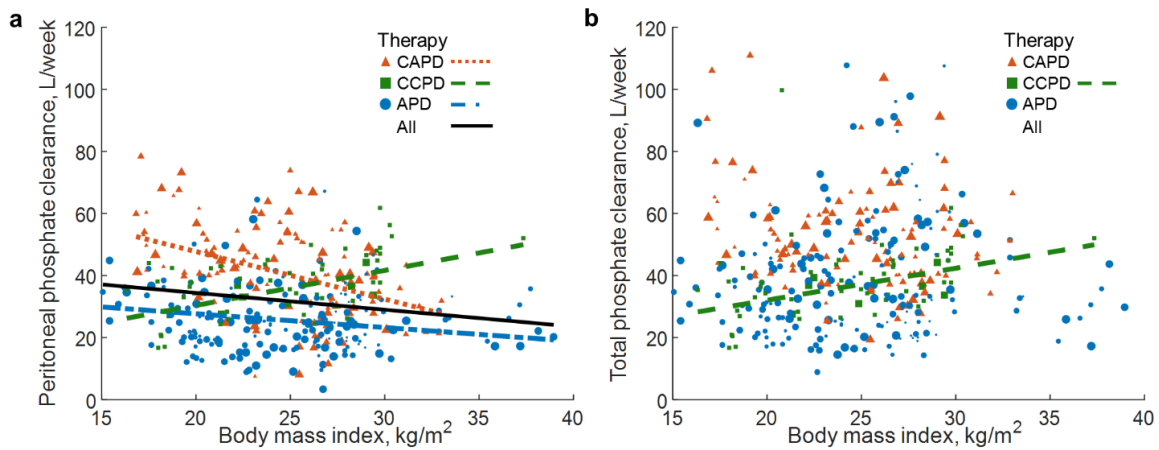 a
Peritoneal phosphate clearance, L/week
120
100
80
60
40
20
0
15 20 25 30 35 40
Body mass index, kg/m²
Therapy
CAPD
CCPD
APD
All
b
Total phosphate clearance, L/week
120
100
80
60
40
20
0
15 20 25 30 35 40
Body mass index, kg/m²
Therapy
CAPD
CCPD
APD
All